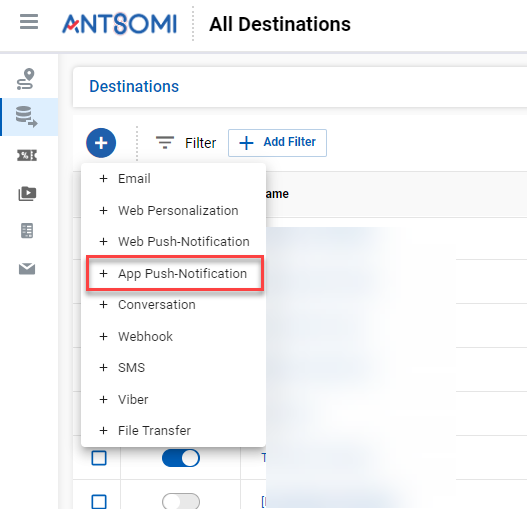 ANTSOMI
All Destinations
Destinations
Filter
Add Filter
Email
Web Personalization
Web Push-Notification
App Push-Notification
Conversation
Webhook
SMS
Viber
File Transfer